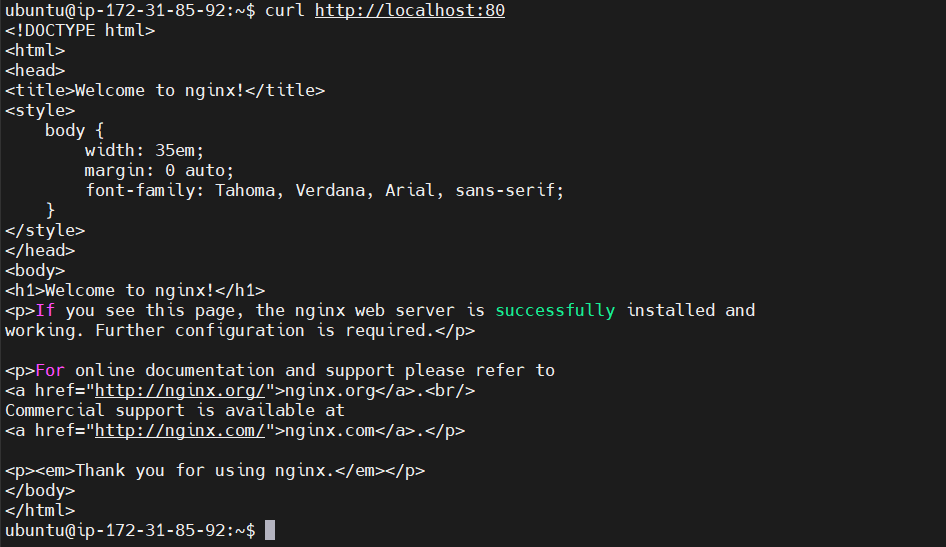 ubuntu@ip-172-31-85-92:~$ curl http://localhost:80
<!DOCTYPE html>
<html>
<head>
<title>Welcome to nginx!</title>
<style>
    body {
        width: 35em;
        margin: 0 auto;
        font-family: Tahoma, Verdana, Arial, sans-serif;
    }
</style>
</head>
<body>
<h1>Welcome to nginx!</h1>
<p>If you see this page, the nginx web server is successfully installed and
working. Further configuration is required.</p>

<p>For online documentation and support please refer to
<a href="http://nginx.org/">nginx.org</a>.<br/>
Commercial support is available at
<a href="http://nginx.com/">nginx.com</a>.</p>

<p><em>Thank you for using nginx.</em></p>
</body>
</html>
ubuntu@ip-172-31-85-92:~$